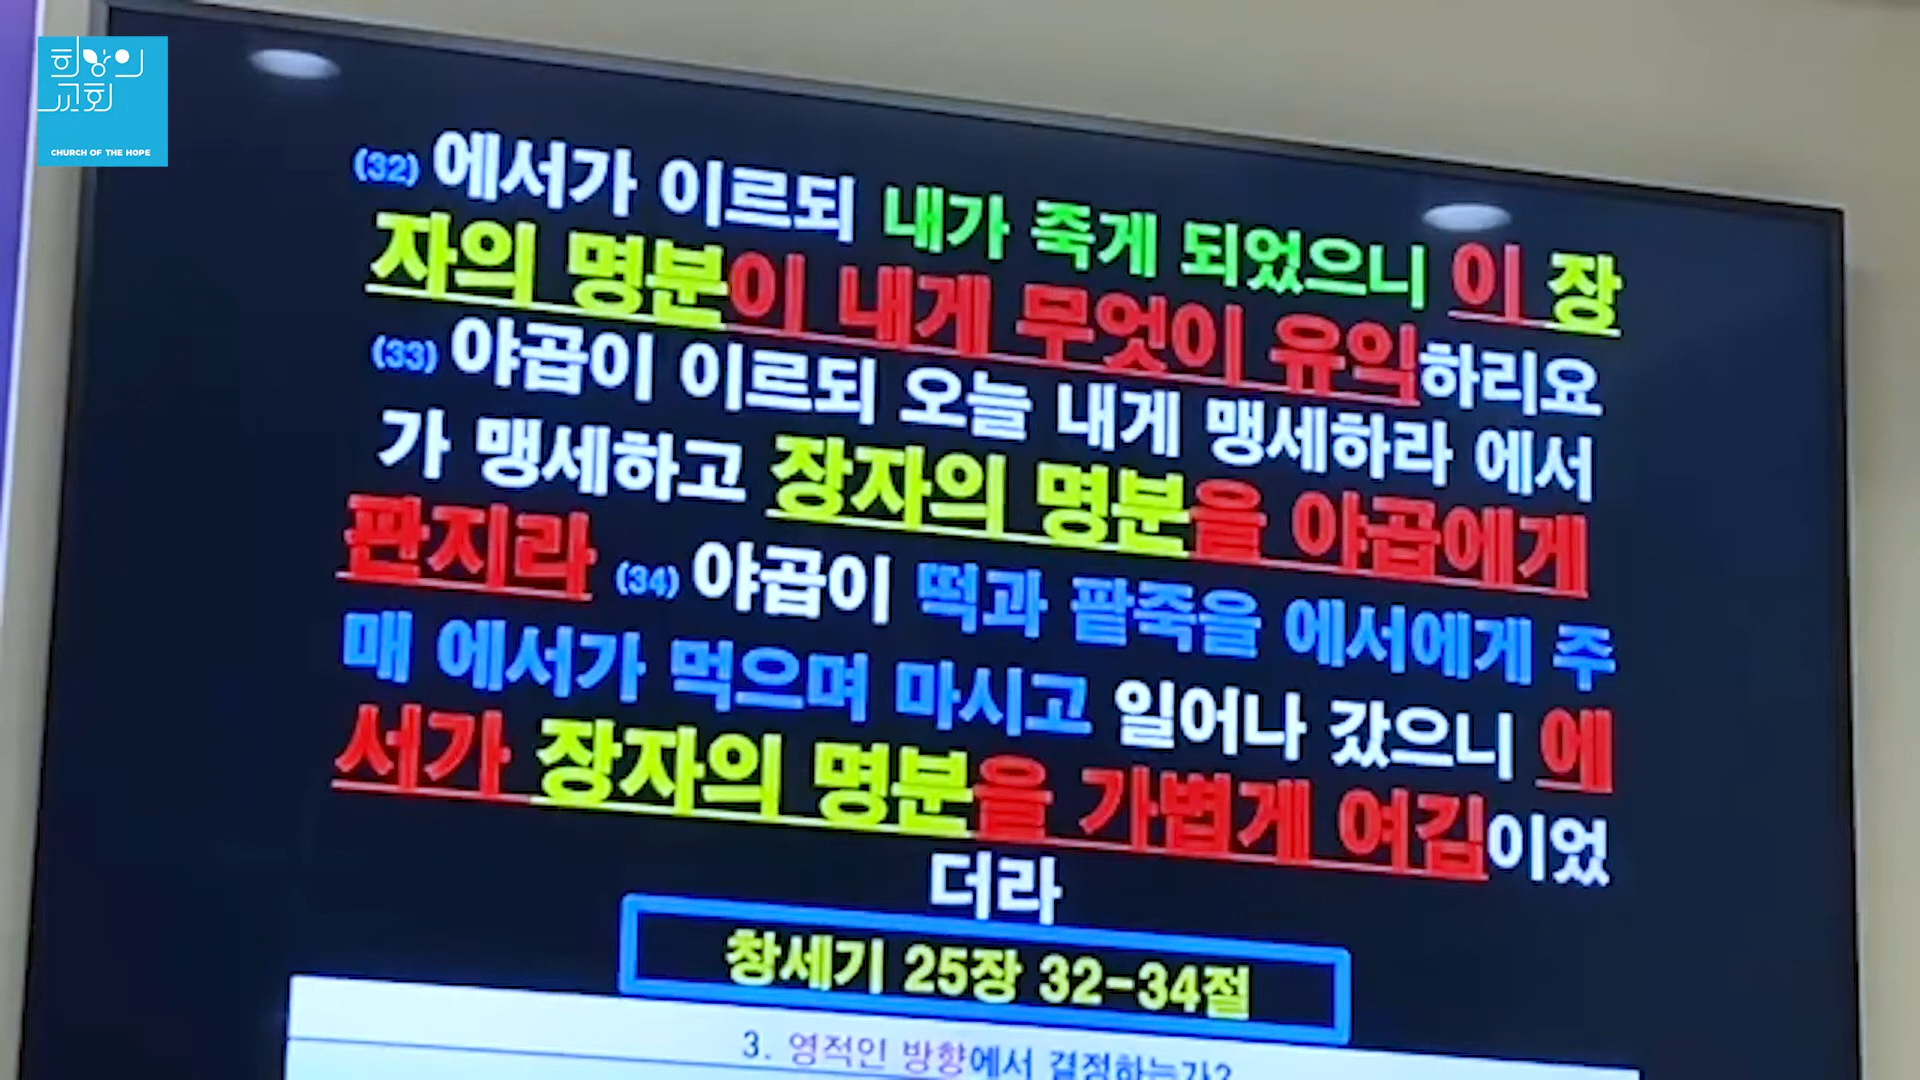 희망의
교회
CHURCH OF THE HOPE
(32) 에서가 이르되 내가 죽게 되었으니 이 장
자의 명분이 내게 무엇이 유익하리요
(33) 야곱이 이르되 오늘 내게 맹세하라 에서
가 맹세하고 장자의 명분을 야곱에게
판지라 (34) 야곱이 떡과 팥죽을 에서에게 주
매 에서가 먹으며 마시고 일어나 갔으니 에
서가 장자의 명분을 가볍게 여김이었
더라
창세기 25장 32-34절
3. 영적인 방향에서 결정하는가?